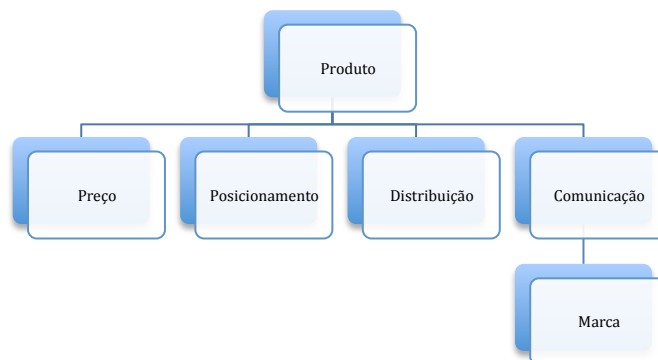 Produto
Preço
Posicionamento
Distribuição
Comunicação
Marca